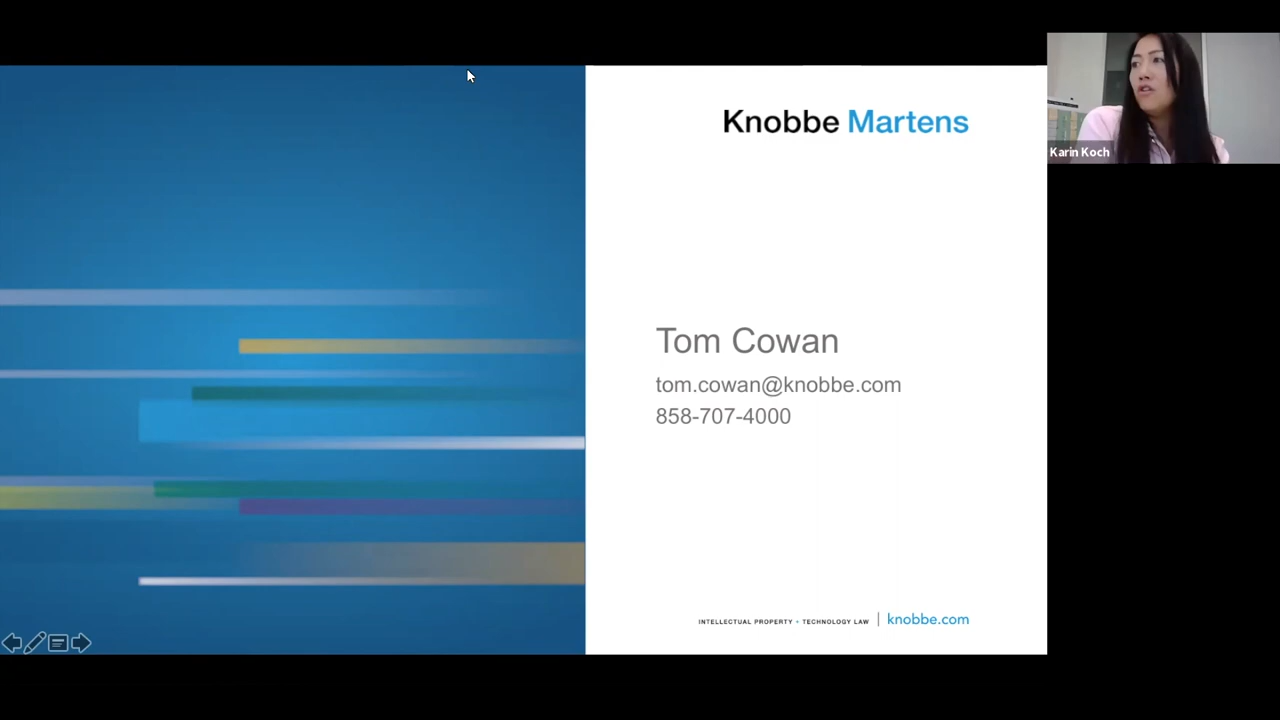 Knobbe Martens
Karin Koch
Tom Cowan
tom.cowan@knobbe.com
858-707-4000
INTELLECTUAL PROPERTY + TECHNOLOGY LAW | knobbe.com